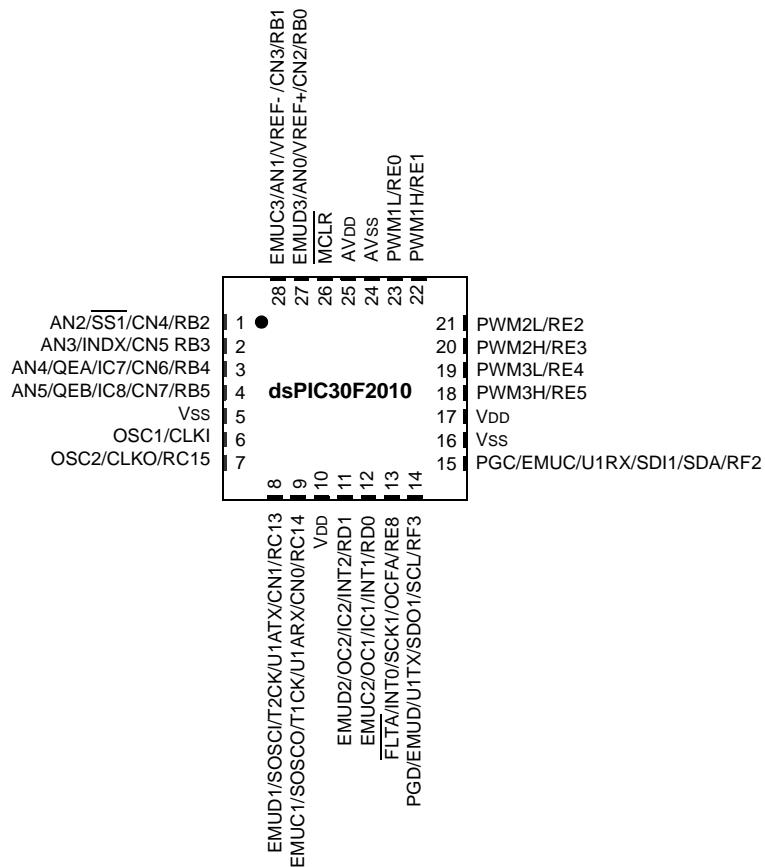 EMUC3/AN1/VREF- /CN3/RB1
EMUD3/AN0/VREF+/CN2/RB0
MCLR
AVDD
AVSS
PWM1L/RE0
PWM1H/RE1
28
27
26
25
24
23
22
AN2/SS1/CN4/RB2
1
AN3/INDX/CN5 RB3
2
AN4/QEA/IC7/CN6/RB4
3
AN5/QEB/IC8/CN7/RB5
4
VSS
5
OSC1/CLKI
6
OSC2/CLKO/RC15
7
dsPIC30F2010
21 PWM2L/RE2
20 PWM2H/RE3
19 PWM3L/RE4
18 PWM3H/RE5
17 VDD
16 VSS
15 PGC/EMUC/U1RX/SDI1/SDA/RF2
8
9
10
11
12
13
14
EMUD1/SOSCI/T2CK/U1ATX/CN1/RC13
EMUC1/SOSCO/T1CK/U1ARX/CN0/RC14
VDD
EMUD2/OC2/IC2/INT2/RD1
EMUC2/OC1/IC1/INT1/RD0
FLTA/INT0/SCK1/OCFA/RE8
PGD/EMUD/U1TX/SDO1/SCL/RF3